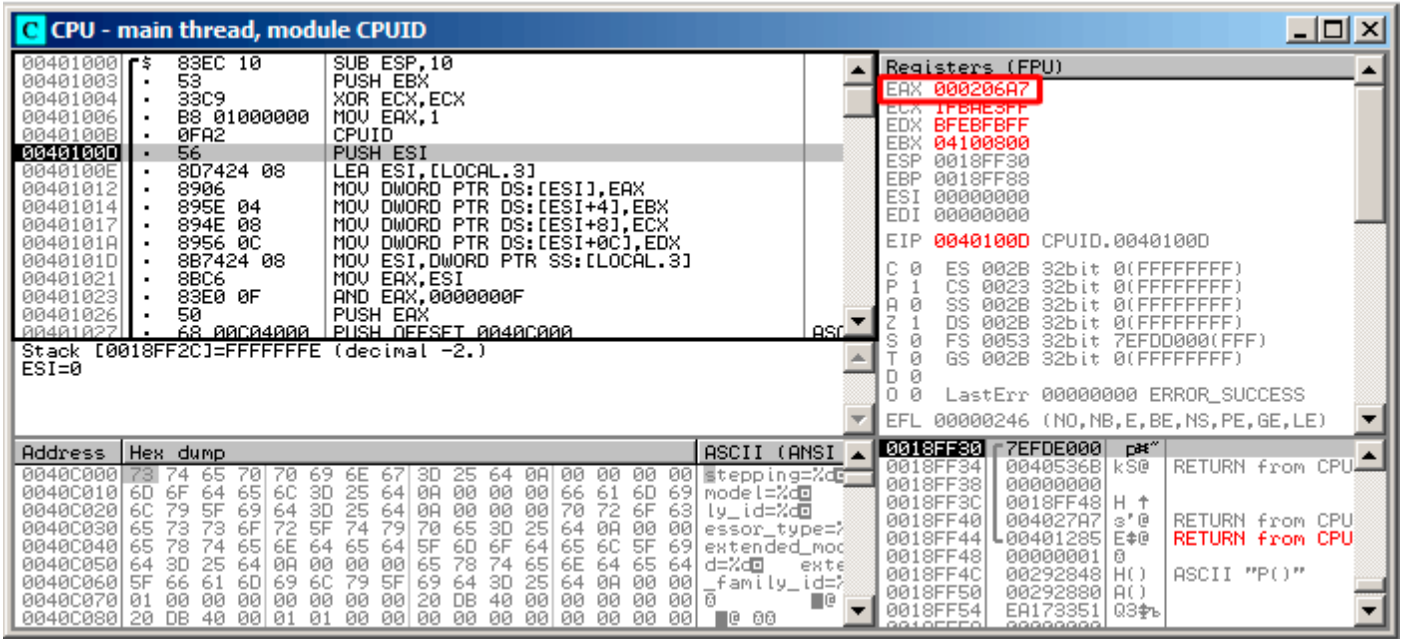 C CPU - main thread, module CPUID
00401000 $ 83EC 10 SUB ESP,10
00401003 . 53 PUSH EBX
00401004 . 33C9 XOR ECX,ECX
00401006 . B8 01000000 MOV EAX,1
0040100B . 0FA2 CPUID
0040100D . 56 PUSH ESI
0040100E . 8D7424 08 LEA ESI,[LOCAL.3]
00401012 . 8906 MOV DWORD PTR DS:[ESI],EAX
00401014 . 895E 04 MOV DWORD PTR DS:[ESI+4],EBX
00401017 . 894E 08 MOV DWORD PTR DS:[ESI+8],ECX
0040101A . 8956 0C MOV DWORD PTR DS:[ESI+0C],EDX
0040101D . 8B7424 08 MOV ESI,DWORD PTR SS:[LOCAL.3]
00401021 . 8BC6 MOV EAX,ESI
00401023 . 83E0 0F AND EAX,0000000F
00401026 . 50 PUSH EAX
00401027 . 68 00C04000 PUSH OFFSET 0040C000 ASC
Stack [0018FF2C]=FFFFFFFE (decimal -2.)
ESI=0
Registers (FPU)
EAX 000206A7
ECX 1FBAE3FF
EDX BFEBFBFF
EBX 04100800
ESP 0018FF30
EBP 0018FF88
ESI 00000000
EDI 00000000
EIP 0040100D CPUID.0040100D
C 0 ES 002B 32bit 0(FFFFFFFF)
P 1 CS 0023 32bit 0(FFFFFFFF)
A 0 SS 002B 32bit 0(FFFFFFFF)
Z 1 DS 002B 32bit 0(FFFFFFFF)
S 0 FS 0053 32bit 7EFDD000(FFF)
T 0 GS 002B 32bit 0(FFFFFFFF)
D 0
O 0 LastErr 00000000 ERROR_SUCCESS
EFL 00000246 (NO,NB,E,BE,NS,PE,GE,LE)
Address Hex dump ASCII (ANSI
0040C000 73 74 65 70 70 69 6E 67 3D 25 64 0A 00 00 00 00 stepping=%d
0040C010 6D 6F 64 65 6C 3D 25 64 0A 00 00 00 66 61 6D 69 model=%d
0040C020 6C 79 5F 69 64 3D 25 64 0A 00 00 00 70 72 6F 63 ly_id=%d
0040C030 65 73 73 6F 72 5F 74 79 70 65 3D 25 64 0A 00 00 essor_type=%
0040C040 65 78 74 65 6E 64 65 64 5F 6D 6F 64 65 6C 5F 69 extended_mod
0040C050 64 3D 25 64 0A 00 00 00 65 78 74 65 6E 64 65 64 d=%d exte
0040C060 5F 66 61 6D 69 6C 79 5F 69 64 3D 25 64 0A 00 00 _family_id=%
0040C070 01 00 00 00 00 00 00 00 20 DB 40 00 00 00 00 00 @
0040C080 20 DB 40 00 01 01 00 00 00 00 00 00 00 00 00 00 @ 00
0018FF30 7EFDE000
0018FF34 0040536B kS@ RETURN from CPU
0018FF38 00000000
0018FF3C 0018FF48 H ↑
0018FF40 004027A7 з'@ RETURN from CPU
0018FF44 00401285 Е‡@ RETURN from CPU
0018FF48 00000001
0018FF4C 00292848 H() ASCII "P()"
0018FF50 00292880 А()
0018FF54 EA173351 Q3‡ъ